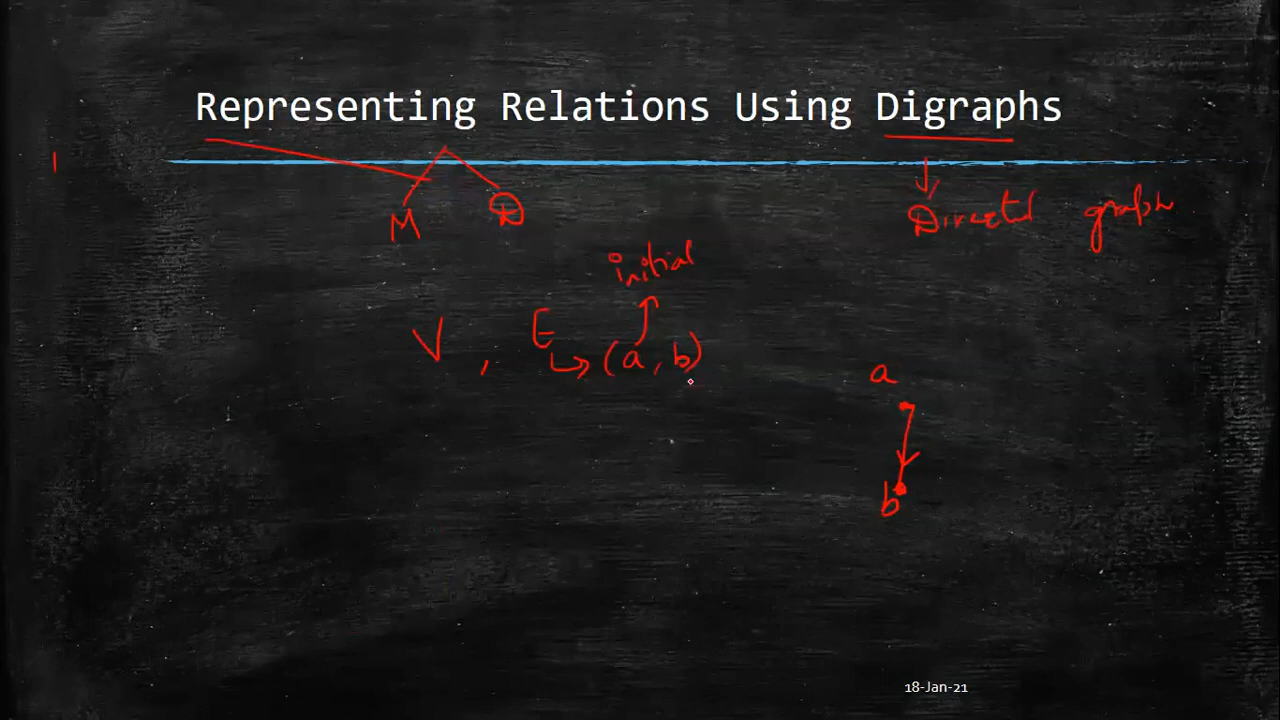 Representing Relations Using Digraphs
M D
Directed graph
initial
V , E
(a, b)
a
b
18-Jan-21